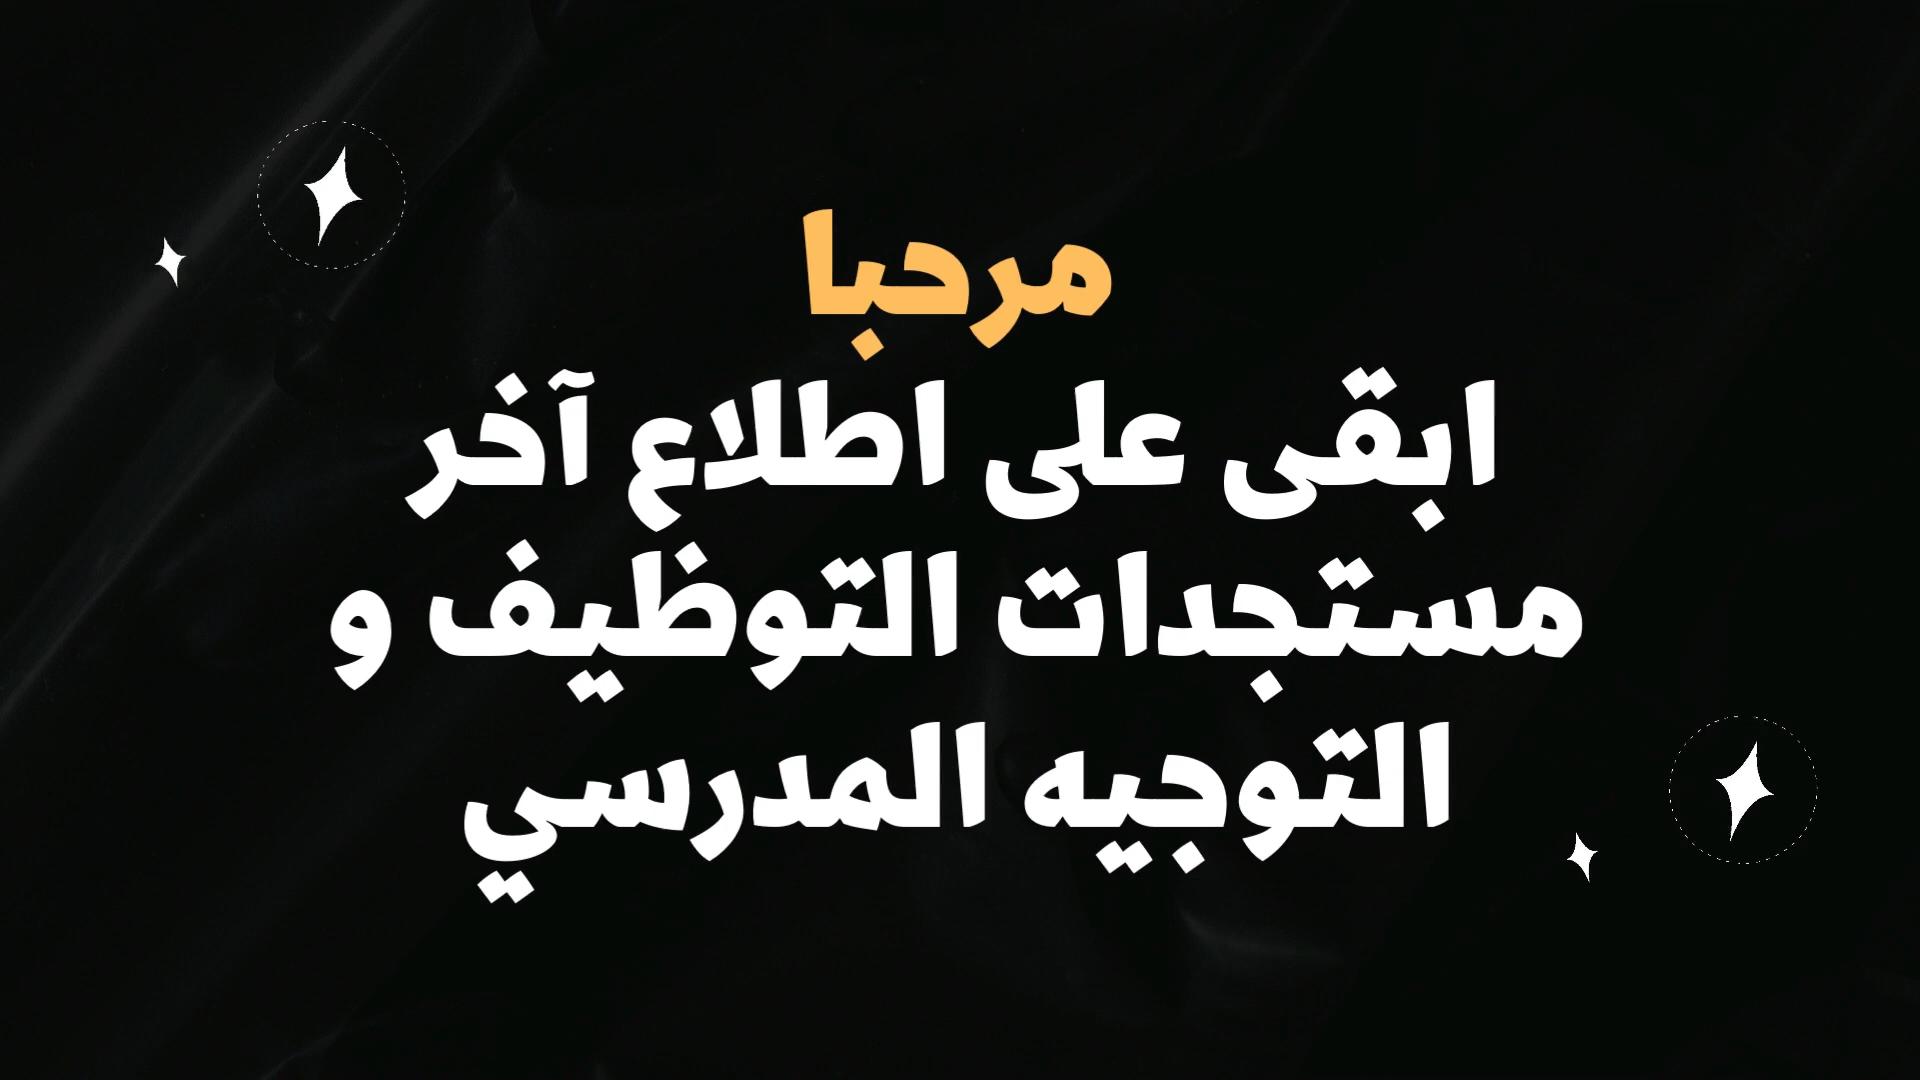 مرحبا
ابقى على اطلاع آخر
مستجدات التوظيف و
التوجيه المدرسي